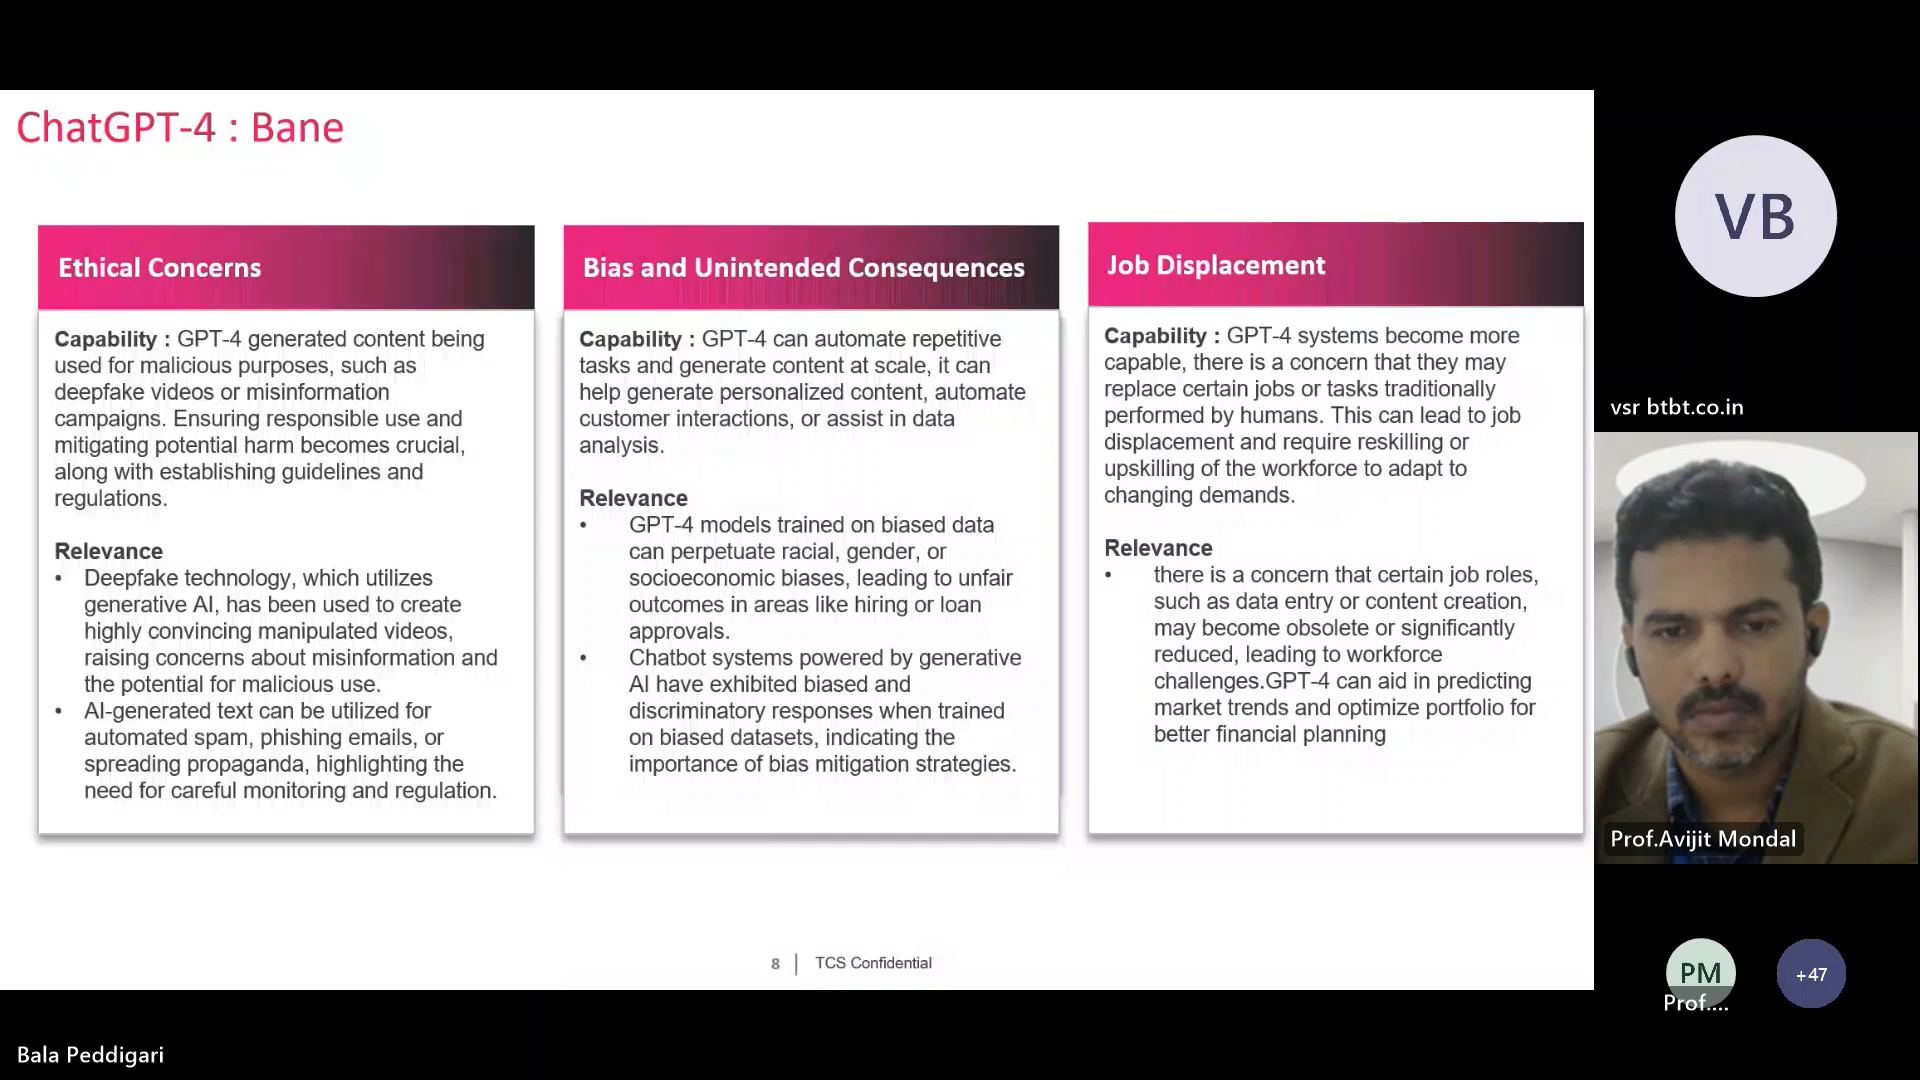 ChatGPT-4 : Bane
Ethical Concerns
Capability : GPT-4 generated content being
used for malicious purposes, such as
deepfake videos or misinformation
campaigns. Ensuring responsible use and
mitigating potential harm becomes crucial,
along with establishing guidelines and
regulations.
Relevance
• Deepfake technology, which utilizes
generative AI, has been used to create
highly convincing manipulated videos,
raising concerns about misinformation and
the potential for malicious use.
• AI-generated text can be utilized for
automated spam, phishing emails, or
spreading propaganda, highlighting the
need for careful monitoring and regulation.
Bias and Unintended Consequences
Capability : GPT-4 can automate repetitive
tasks and generate content at scale, it can
help generate personalized content, automate
customer interactions, or assist in data
analysis.
Relevance
• GPT-4 models trained on biased data
can perpetuate racial, gender, or
socioeconomic biases, leading to unfair
outcomes in areas like hiring or loan
approvals.
• Chatbot systems powered by generative
AI have exhibited biased and
discriminatory responses when trained
on biased datasets, indicating the
importance of bias mitigation strategies.
Job Displacement
Capability : GPT-4 systems become more
capable, there is a concern that they may
replace certain jobs or tasks traditionally
performed by humans. This can lead to job
displacement and require reskilling or
upskilling of the workforce to adapt to
changing demands.
Relevance
• there is a concern that certain job roles,
such as data entry or content creation,
may become obsolete or significantly
reduced, leading to workforce
challenges.GPT-4 can aid in predicting
market trends and optimize portfolio for
better financial planning
8 | TCS Confidential
VB
vsr btbt.co.in
Prof.Avijit Mondal
PM
Prof....
+47
Bala Peddigari